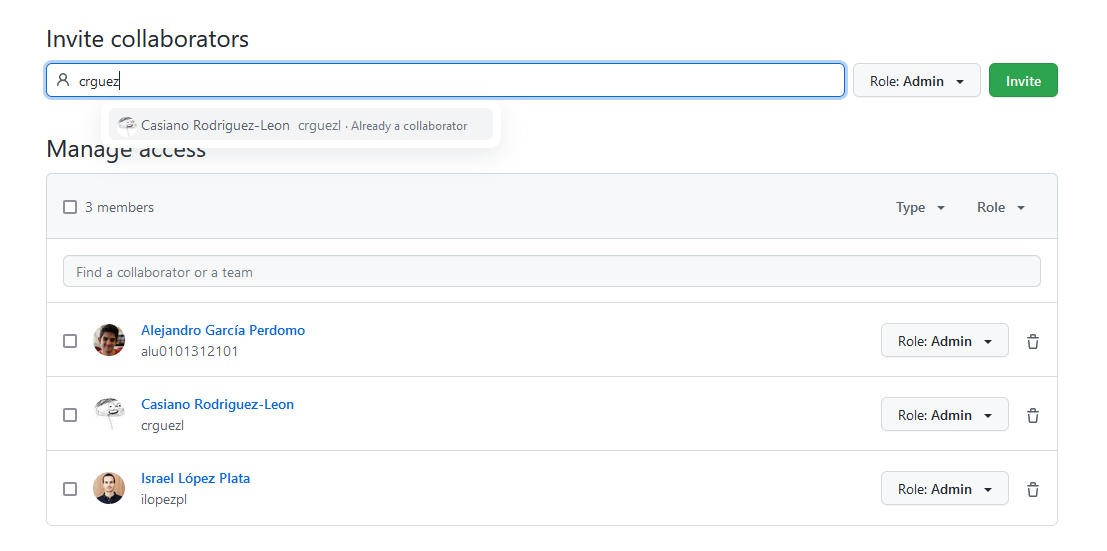 Invite collaborators
crguez
Role: Admin
Invite
Casiano Rodriguez-Leon crguezl · Already a collaborator
Manage access
3 members
Type
Role
Find a collaborator or a team
Alejandro García Perdomo
alu0101312101
Role: Admin
Casiano Rodriguez-Leon
crguezl
Role: Admin
Israel López Plata
ilopezpl
Role: Admin